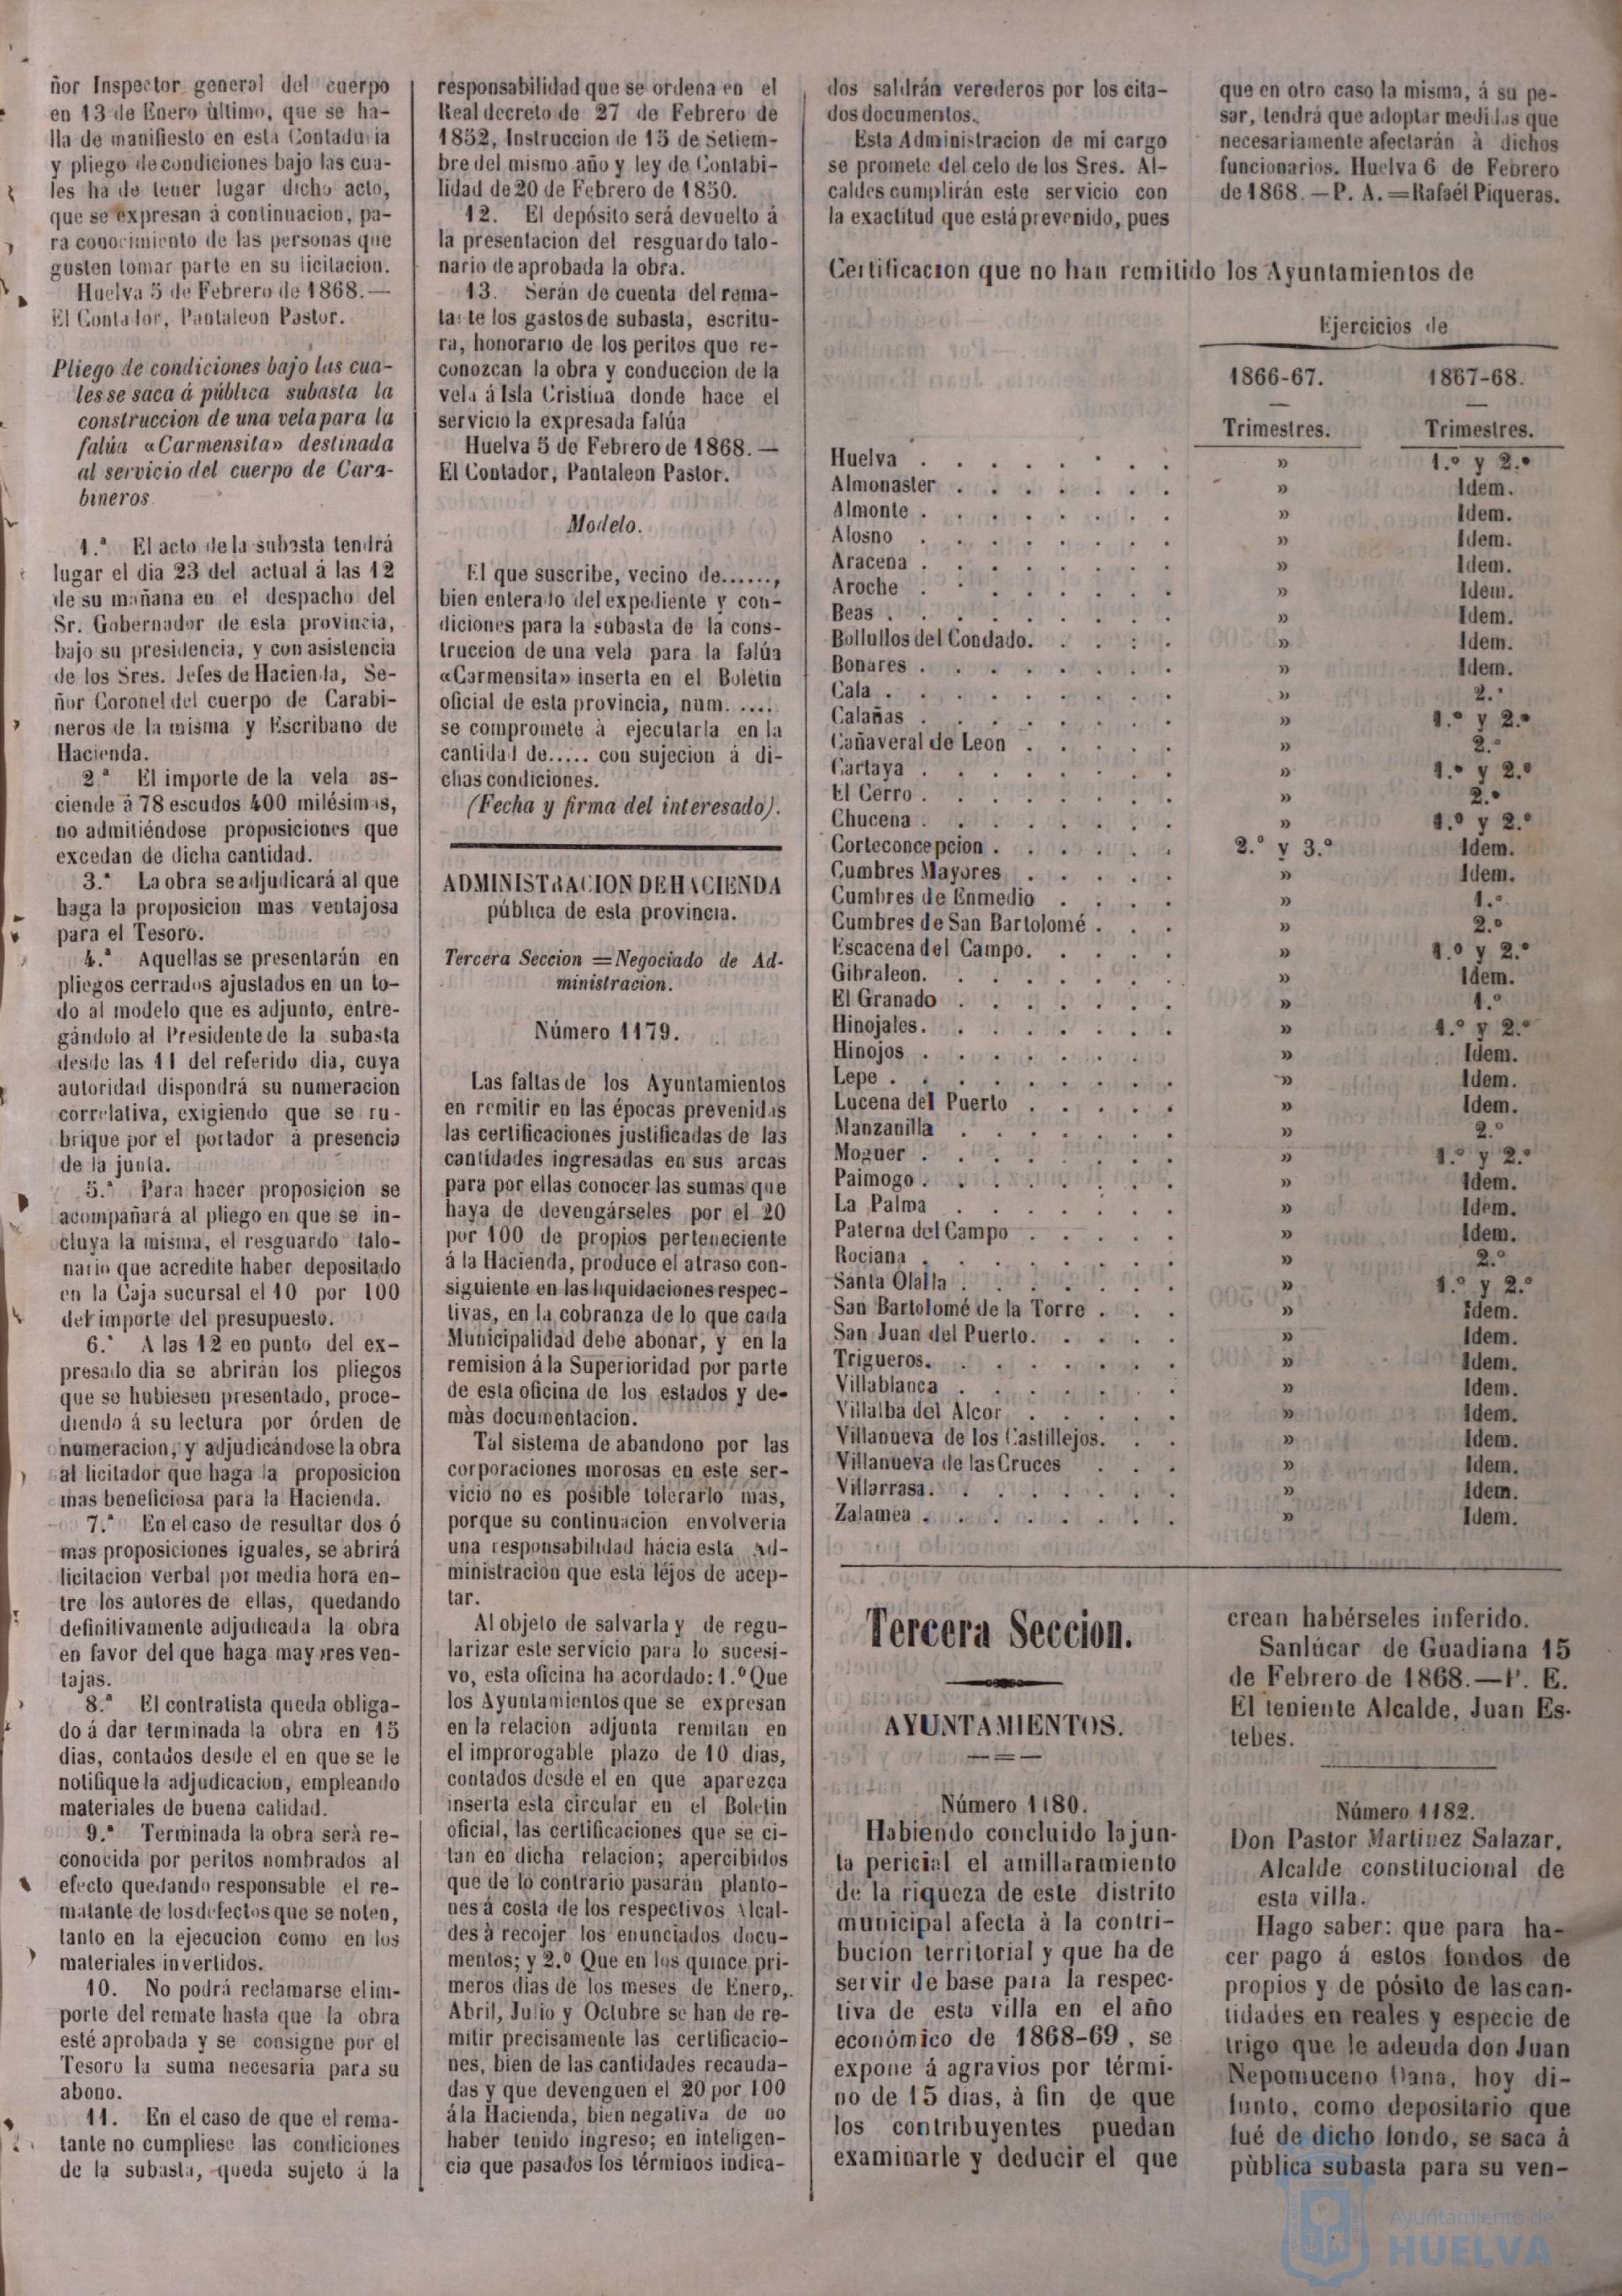 ñor Inspector general del cuerpo
en 13 de Enero último, que se ha-
lla de manifiesto en esta Contaduria
y pliego de condiciones bajo las cua-
les ha de tener lugar dicho acto,
que se expresan á continuacion, pa-
ra conocimiento de las personas que
gusten tomar parte en su licitacion.
Huelva 5 de Febrero de 1868.—
El Contador, Pantaleon Pastor.
Pliego de condiciones bajo las cua-
les se saca á pública subasta la
construccion de una vela para la
falúa «Carmensita» destinada
al servicio del cuerpo de Cara-
bineros
1.ª El acto de la subasta tendrá
lugar el dia 23 del actual á las 12
de su mañana en el despacho del
Sr. Gobernador de esta provincia,
bajo su presidencia, y con asistencia
de los Sres. Jefes de Hacienda, Se-
ñor Coronel del cuerpo de Carabi-
neros de la misma y Escribano de
Hacienda.
2.ª El importe de la vela as-
ciende á 78 escudos 400 milésimas,
no admitiéndose proposiciones que
excedan de dicha cantidad.
3.ª La obra se adjudicará al que
haga la proposicion mas ventajosa
para el Tesoro.
4.ª Aquellas se presentarán en
pliegos cerrados ajustados en un to-
do al modelo que es adjunto, entre-
gándolo al Presidente de la subasta
desde las 11 del referido dia, cuya
autoridad dispondrá su numeracion
correlativa, exigiendo que se ru-
brique por el portador á presencia
de la junta.
5.ª Para hacer proposicion se
acompañará al pliego en que se in-
cluya la misma, el resguardo talo-
nario que acredite haber depositado
en la Caja sucursal el 10 por 100
del importe del presupuesto.
6.ª A las 12 en punto del ex-
presado dia se abrirán los pliegos
que se hubiesen presentado, proce-
diendo á su lectura por órden de
numeracion, y adjudicándose la obra
al licitador que haga la proposicion
mas beneficiosa para la Hacienda.
7.ª En el caso de resultar dos ó
mas proposiciones iguales, se abrirá
licitacion verbal por media hora en-
tre los autores de ellas, quedando
definitivamente adjudicada la obra
en favor del que haga mayores ven-
tajas.
8.ª El contratista queda obliga-
do á dar terminada la obra en 15
dias, contados desde el en que se le
notifique la adjudicacion, empleando
materiales de buena calidad.
9.ª Terminada la obra serà re-
conocida por peritos nombrados al
efecto quedando responsable el re-
matante de los defectos que se noten,
tanto en la ejecucion como en los
materiales invertidos.
10. No podrá reclamarse el im-
porte del remate hasta que la obra
esté aprobada y se consigne por el
Tesoro la suma necesaria para su
abono.
11. En el caso de que el rema-
tante no cumpliese las condiciones
de la subasta, queda sujeto á la
responsabilidad que se ordena en el
Real decreto de 27 de Febrero de
1852, Instruccion de 15 de Setiem-
bre del mismo año y ley de Contabi-
lidad de 20 de Febrero de 1850.
12. El depósito será devuelto á
la presentacion del resguardo talo-
nario de aprobada la obra.
13. Serán de cuenta del rema-
tante los gastos de subasta, escritu-
ra, honorario de los peritos que re-
conozcan la obra y conduccion de la
vela á Isla Cristina donde hace el
servicio la expresada falúa
Huelva 5 de Febrero de 1868.—
El Contador, Pantaleon Pastor.
Modelo.
El que suscribe, vecino de......,
bien enterado del expediente y con-
diciones para la subasta de la cons-
truccion de una vela para la falúa
«Carmensita» inserta en el Boletin
oficial de esta provincia, num. ....
se compromete à ejecutarla en la
cantidad de..... con sujecion á di-
chas condiciones.
(Fecha y firma del interesado).
ADMINISTRACION DE HACIENDA
pública de esta provincia.
Tercera Seccion =Negociado de Ad-
ministracion.
Número 1179.
Las faltas de los Ayuntamientos
en remitir en las épocas prevenidas
las certificaciones justificadas de las
cantidades ingresadas en sus arcas
para por ellas conocer las sumas que
haya de devengárseles por el 20
por 100 de propios perteneciente
á la Hacienda, produce el atraso con-
siguiente en las liquidaciones respec-
tivas, en la cobranza de lo que cada
Municipalidad debe abonar, y en la
remision á la Superioridad por parte
de esta oficina de los estados y de-
màs documentacion.
Tal sistema de abandono por las
corporaciones morosas en este ser-
vicio no es posible tolerarlo mas,
porque su continuacion envolveria
una responsabilidad hácia esta Ad-
ministracion que está léjos de acep-
tar.
Al objeto de salvarla y de regu-
larizar este servicio para lo sucesi-
vo, esta oficina ha acordado: 1.º Que
los Ayuntamientos que se expresan
en la relacion adjunta remitan en
el improrogable plazo de 10 dias,
contados desde el en que aparezca
inserta esta circular en el Boletin
oficial, las certificaciones que se ci-
tan en dicha relacion; apercibidos
que de lo contrario pasarán planto-
nes á costa de los respectivos Alcal-
des à recojer los enunciados docu-
mentos; y 2.º Que en los quince pri-
meros dias de los meses de Enero,
Abril, Julio y Octubre se han de re-
mitir precisamente las certificacio-
nes, bien de las cantidades recauda-
das y que devenguen el 20 por 100
á la Hacienda, bien negativa de no
haber tenido ingreso; en inteligen-
cia que pasados los términos indica-
dos saldrán verederos por los cita-
dos documentos.
Esta Administracion de mi cargo
se promete del celo de los Sres. Al-
caldes cumplirán este servicio con
la exactitud que está prevenido, pues
que en otro caso la misma, á su pe-
sar, tendrá que adoptar medidas que
necesariamente afectarán à dichos
funcionarios. Huelva 6 de Febrero
de 1868.—P. A.=Rafaél Piqueras.
Certificacion que no han remitido los Ayuntamientos de
Ejercicios de
1866-67. 1867-68.
Trimestres. Trimestres.
Huelva . . . . . . . . » 1.º y 2.º
Almonaster . . . . . . . » Idem.
Almonte . . . . . . . . » Idem.
Alosno . . . . . . . . » Idem.
Aracena . . . . . . . . » Idem.
Aroche . . . . . . . . » Idem.
Beas . . . . . . . . . » Idem.
Bollullos del Condado. . . . . » Idem.
Bonares . . . . . . . . » Idem.
Cala . . . . . . . . . » 2.º
Calañas . . . . . . . . » 1.º y 2.º
Cañaveral de Leon . . . . . » 2.º
Cartaya . . . . . . . . » 1.º y 2.º
El Cerro . . . . . . . . » 2.º
Chucena . . . . . . . . » 1.º y 2.º
Corteconcepcion . . . . . . 2.º y 3.º Idem.
Cumbres Mayores . . . . . » Idem.
Cumbres de Enmedio . . . . » 1.º
Cumbres de San Bartolomé . . . » 2.º
Escacena del Campo. . . . . » 1.º y 2.º
Gibraleon. . . . . . . . » Idem.
El Granado . . . . . . . » 1.º
Hinojales. . . . . . . . » 1.º y 2.º
Hinojos . . . . . . . . » Idem.
Lepe . . . . . . . . . » Idem.
Lucena del Puerto . . . . . » Idem.
Manzanilla . . . . . . . » 2.º
Moguer . . . . . . . . » 1.º y 2.º
Paimogo . . . . . . . . » Idem.
La Palma . . . . . . . » Idem.
Paterna del Campo . . . . . » Idem.
Rociana . . . . . . . . » 2.º
Santa Olalla . . . . . . . » 1.º y 2.º
San Bartolomé de la Torre . . . » Idem.
San Juan del Puerto. . . . . » Idem.
Trigueros. . . . . . . . » Idem.
Villablanca . . . . . . . » Idem.
Villalba del Alcor . . . . . » Idem.
Villanueva de los Castillejos. . . » Idem.
Villanueva de las Cruces . . . » Idem.
Villarrasa. . . . . . . . » Idem.
Zalamea . . . . . . . . » Idem.
Tercera Seccion.
AYUNTAMIENTOS.
Número 1180.
Habiendo concluido la jun-
ta pericial el amillaramiento
de la riqueza de este distrito
municipal afecta à la contri-
bucion territorial y que ha de
servir de base para la respec-
tiva de esta villa en el año
económico de 1868-69, se
expone á agravios por térmi-
no de 15 dias, à fin de que
los contribuyentes puedan
examinarle y deducir el que
crean habérseles inferido.
Sanlúcar de Guadiana 15
de Febrero de 1868.—P. E.
El teniente Alcalde, Juan Es-
tebes.
Número 1182.
Don Pastor Martinez Salazar,
Alcalde constitucional de
esta villa.
Hago saber: que para ha-
cer pago á estos fondos de
propios y de pósito de las can-
tidades en reales y especie de
trigo que le adeuda don Juan
Nepomuceno Dana, hoy di-
funto, como depositario que
fué de dicho fondo, se saca á
pùblica subasta para su ven-
Ayuntamiento de
HUELVA